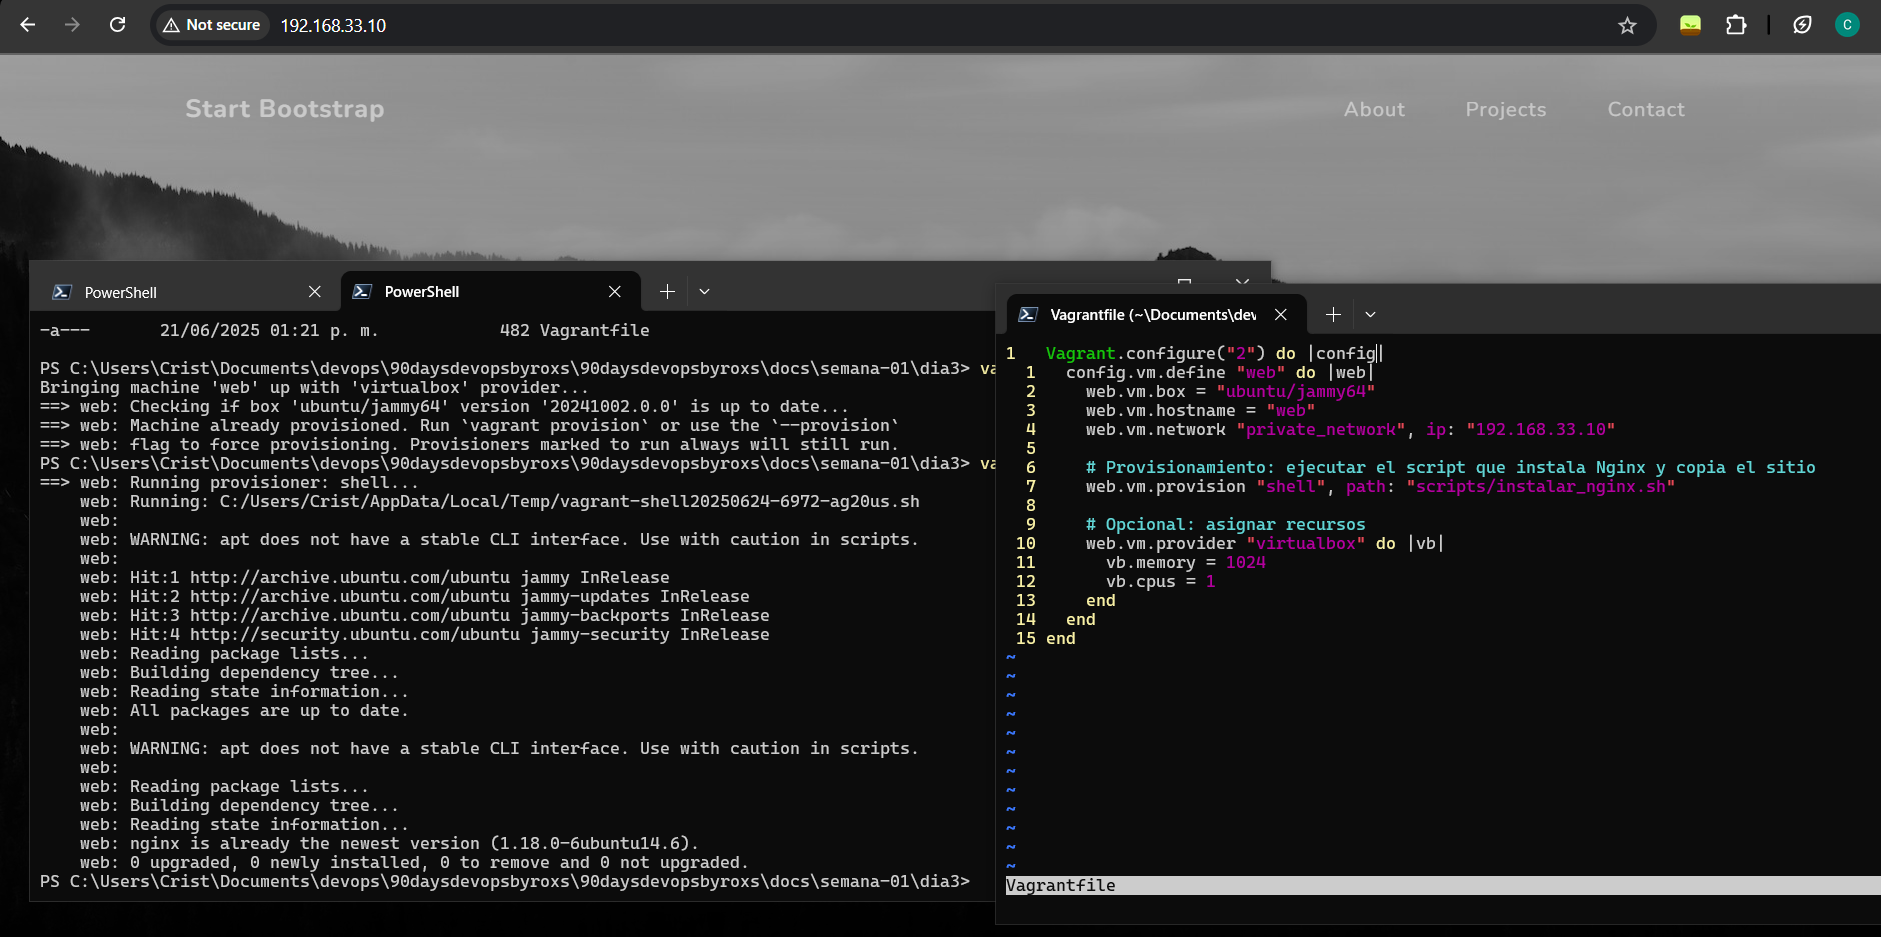 Not secure 192.168.33.10
C
Start Bootstrap
About Projects Contact
PowerShell
PowerShell
-a--- 21/06/2025 01:21 p. m. 482 Vagrantfile
PS C:\Users\Crist\Documents\devops\90daysdevopsbyroxs\90daysdevopsbyroxs\docs\semana-01\dia3> va
Bringing machine 'web' up with 'virtualbox' provider...
==> web: Checking if box 'ubuntu/jammy64' version '20241002.0.0' is up to date...
==> web: Machine already provisioned. Run `vagrant provision` or use the `--provision`
==> web: flag to force provisioning. Provisioners marked to run always will still run.
PS C:\Users\Crist\Documents\devops\90daysdevopsbyroxs\90daysdevopsbyroxs\docs\semana-01\dia3> va
==> web: Running provisioner: shell...
web: Running: C:/Users/Crist/AppData/Local/Temp/vagrant-shell20250624-6972-ag20us.sh
web:
web: WARNING: apt does not have a stable CLI interface. Use with caution in scripts.
web:
web: Hit:1 http://archive.ubuntu.com/ubuntu jammy InRelease
web: Hit:2 http://archive.ubuntu.com/ubuntu jammy-updates InRelease
web: Hit:3 http://archive.ubuntu.com/ubuntu jammy-backports InRelease
web: Hit:4 http://security.ubuntu.com/ubuntu jammy-security InRelease
web: Reading package lists...
web: Building dependency tree...
web: Reading state information...
web: All packages are up to date.
web:
web: WARNING: apt does not have a stable CLI interface. Use with caution in scripts.
web:
web: Reading package lists...
web: Building dependency tree...
web: Reading state information...
web: nginx is already the newest version (1.18.0-6ubuntu14.6).
web: 0 upgraded, 0 newly installed, 0 to remove and 0 not upgraded.
PS C:\Users\Crist\Documents\devops\90daysdevopsbyroxs\90daysdevopsbyroxs\docs\semana-01\dia3>
Vagrantfile (~\Documents\dev
1 Vagrant.configure("2") do |config|
1 config.vm.define "web" do |web|
2 web.vm.box = "ubuntu/jammy64"
3 web.vm.hostname = "web"
4 web.vm.network "private_network", ip: "192.168.33.10"
5
6 # Provisionamiento: ejecutar el script que instala Nginx y copia el sitio
7 web.vm.provision "shell", path: "scripts/instalar_nginx.sh"
8
9 # Opcional: asignar recursos
10 web.vm.provider "virtualbox" do |vb|
11 vb.memory = 1024
12 vb.cpus = 1
13 end
14 end
15 end
~
~
~
~
~
~
~
~
~
~
~
~
Vagrantfile